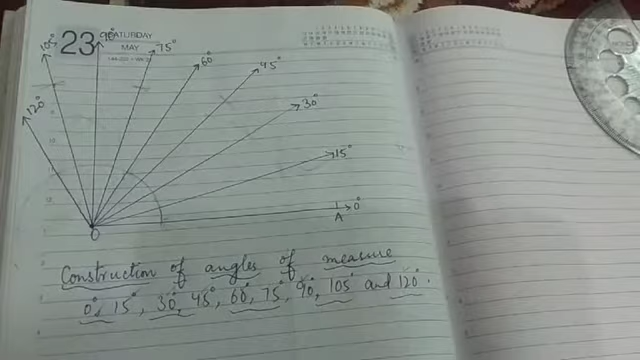 23 SATURDAY
MAY
90°
105°
75°
60°
45°
120°
30°
15°
0°
A
O
Construction of angles of measure
0°, 15°, 30°, 45°, 60°, 75°, 90°, 105° and 120°.